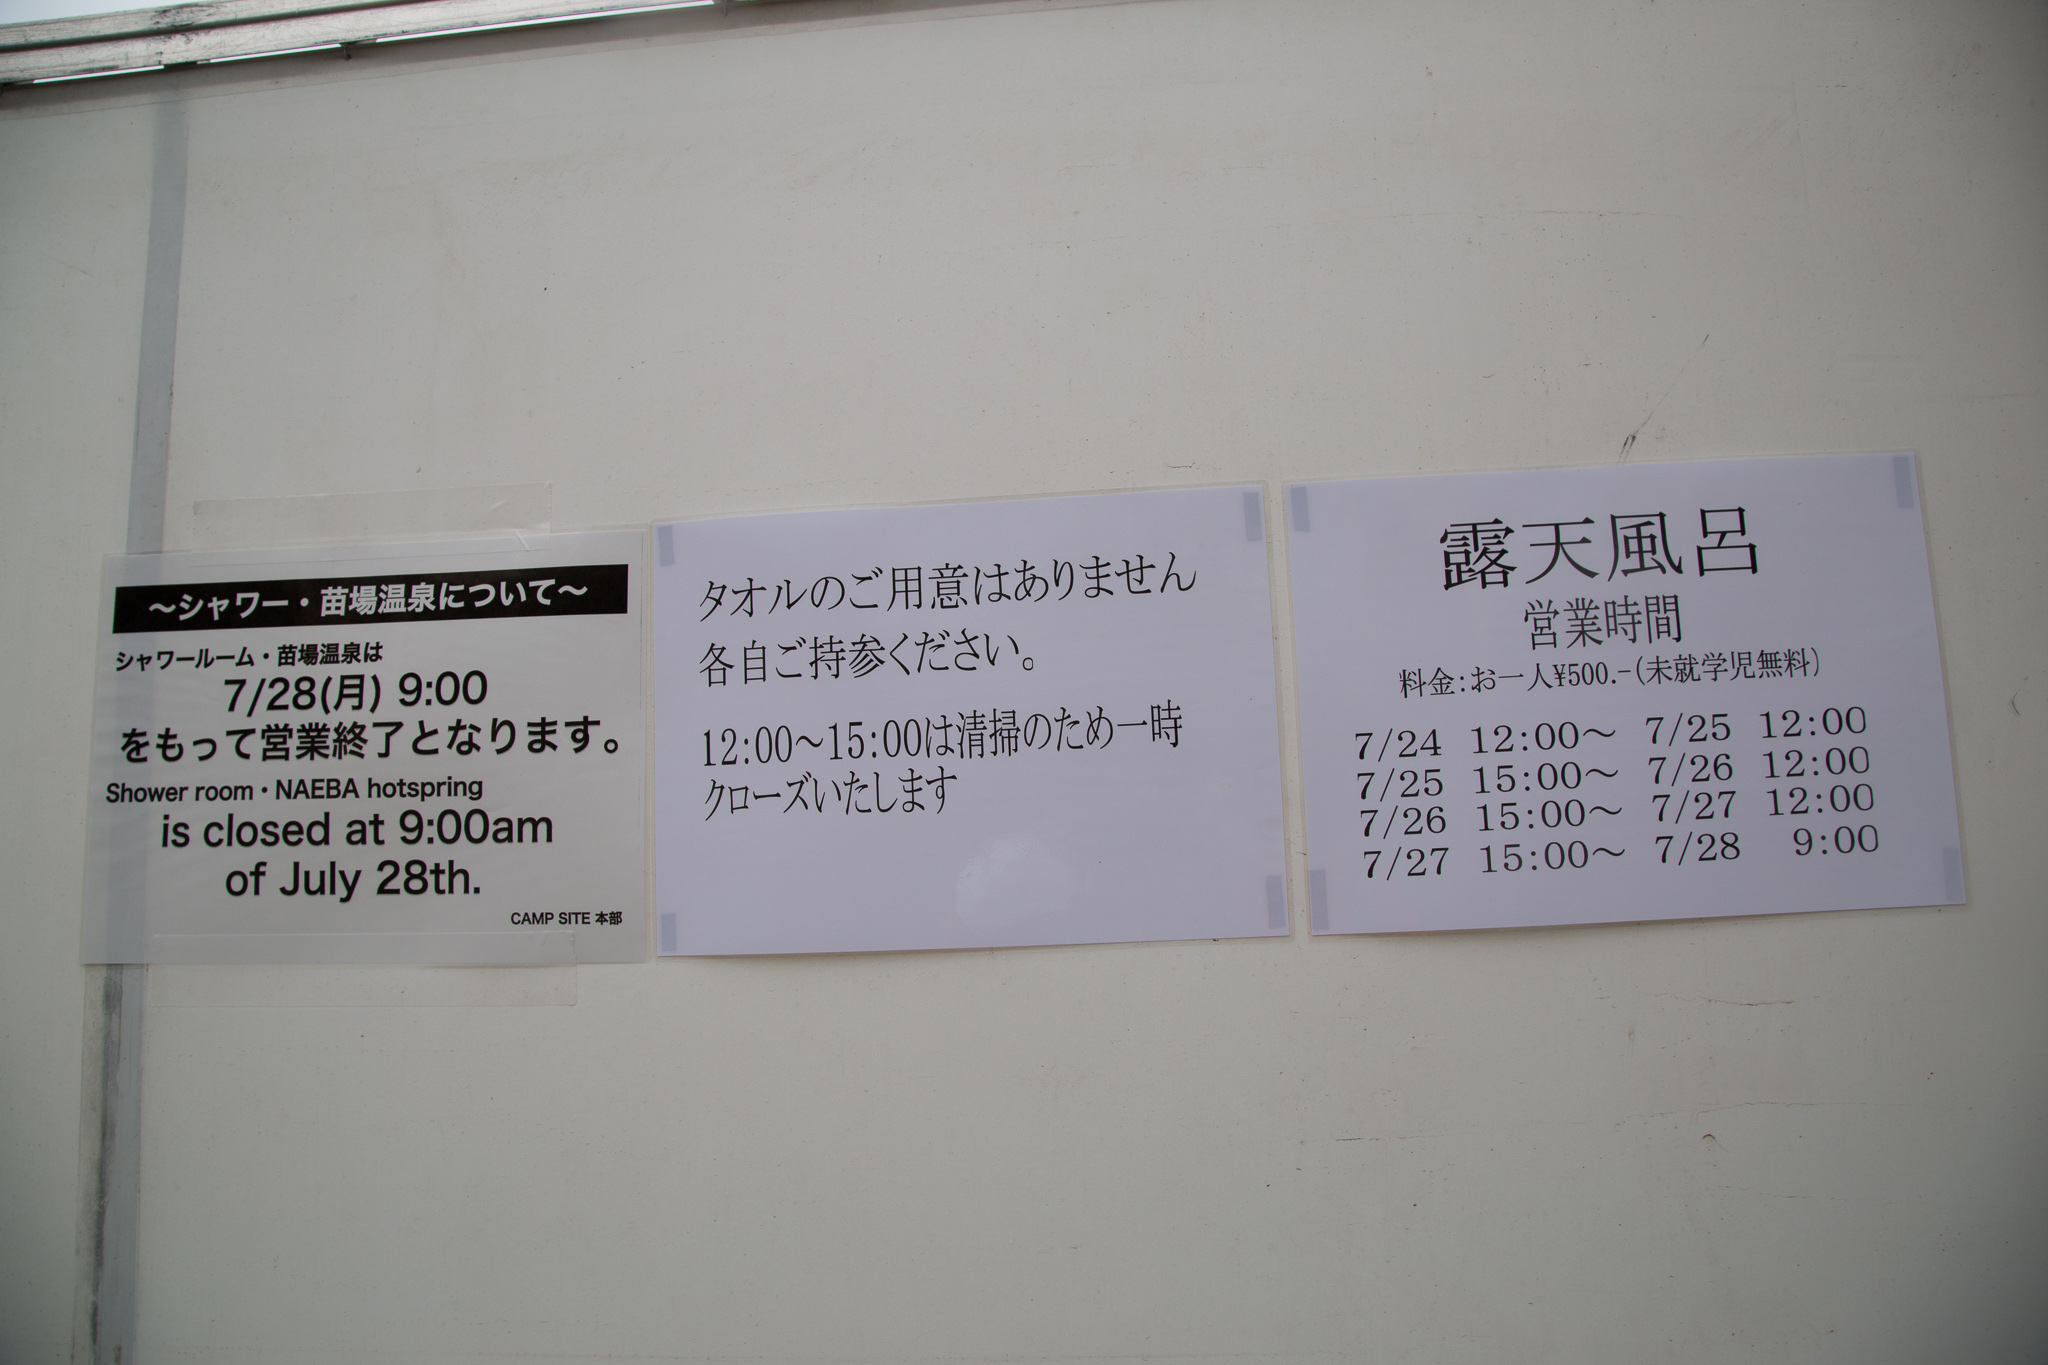 ～シャワー・苗場温泉について～
シャワールーム・苗場温泉は
7/28(月) 9:00
をもって営業終了となります。
Shower room・NAEBA hotspring
is closed at 9:00am
of July 28th.
CAMP SITE 本部
タオルのご用意はありません
各自ご持参ください。
12:00～15:00は清掃のため一時
クローズいたします
露天風呂
営業時間
料金:お一人¥500.-(未就学児無料)
7/24 12:00～ 7/25 12:00
7/25 15:00～ 7/26 12:00
7/26 15:00～ 7/27 12:00
7/27 15:00～ 7/28 9:00